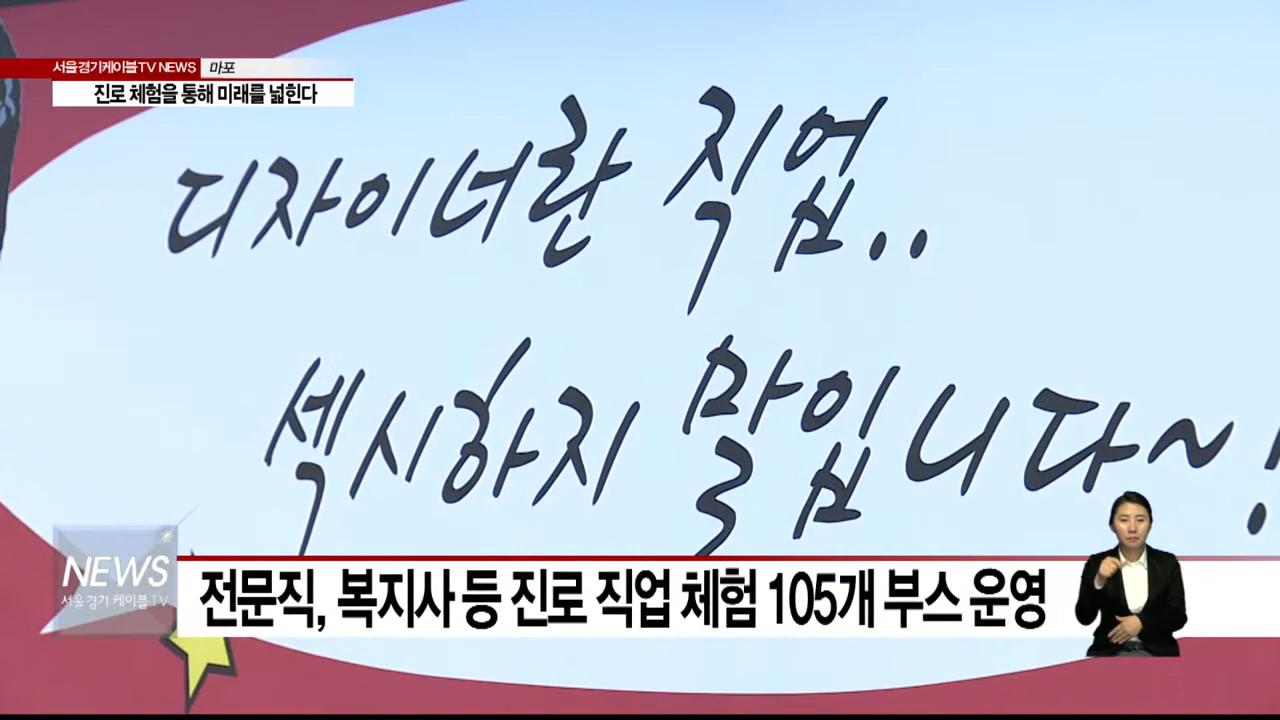 서울경기케이블TV NEWS 마포
진로 체험을 통해 미래를 넓힌다
디자이너란 직업..
섹시하지 말입니다~!
NEWS
서울경기케이블TV
전문직, 복지사 등 진로 직업 체험 105개 부스 운영